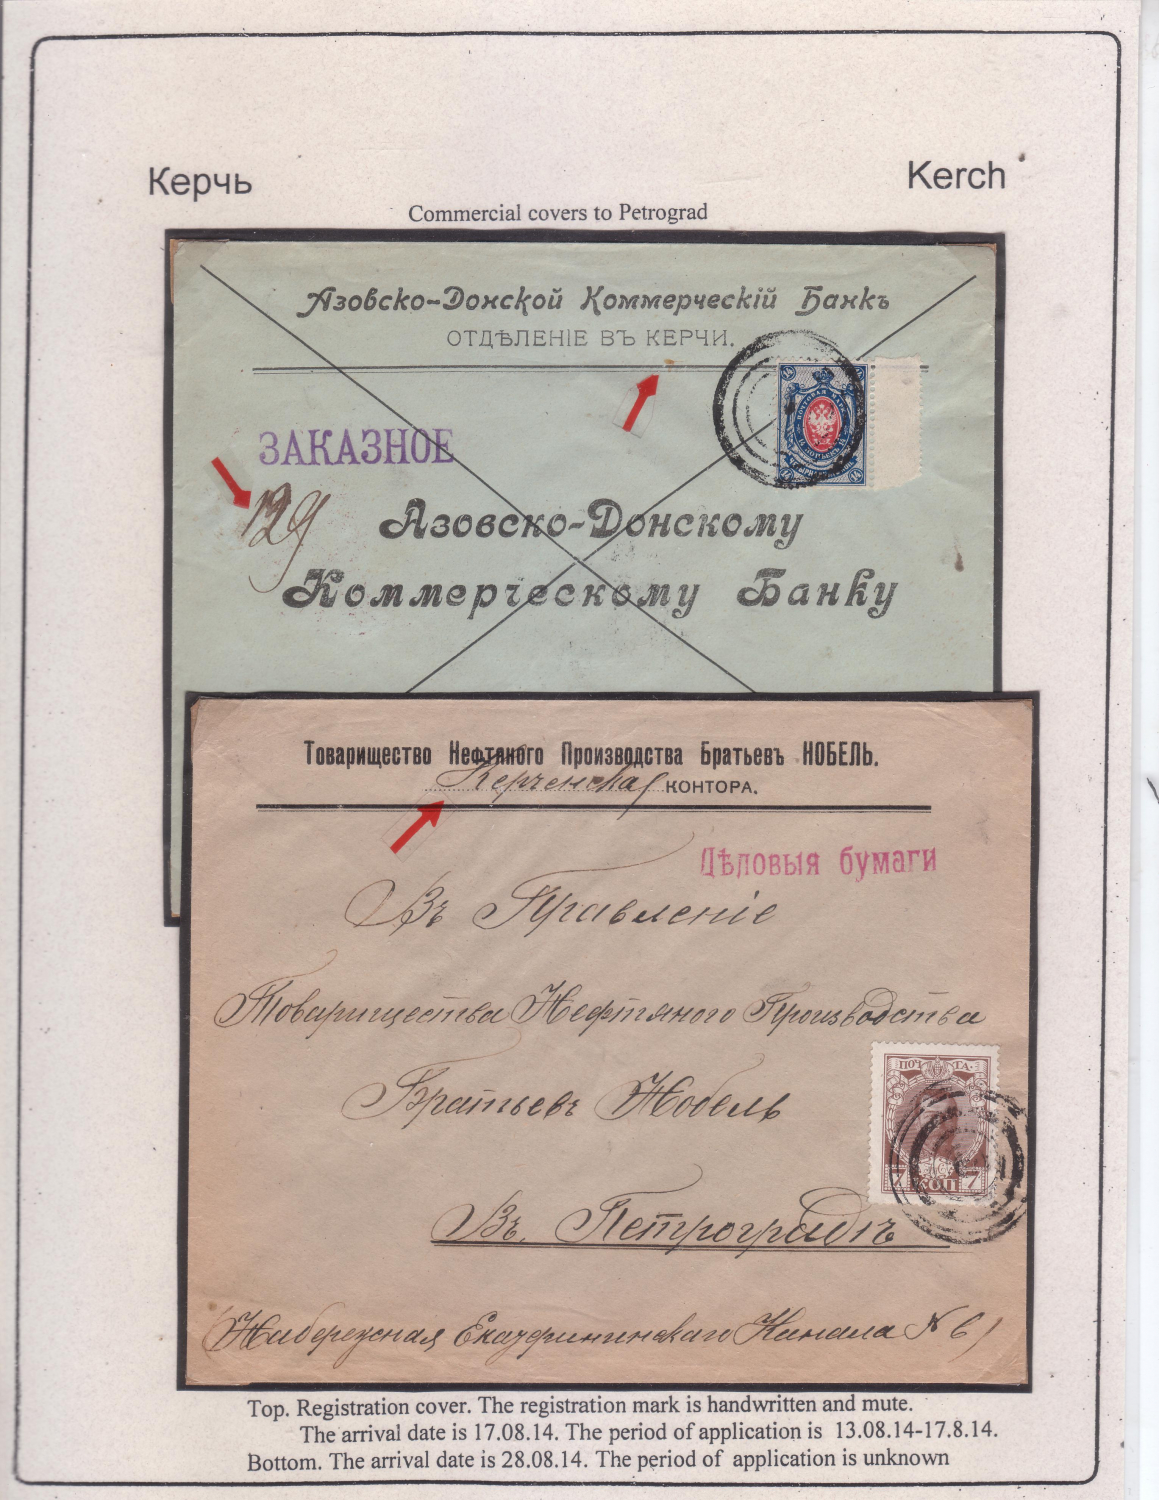 Керчь
Kerch
Commercial covers to Petrograd
Азовско-Донской Коммерческій Банкъ
ОТДѢЛЕНІЕ ВЪ КЕРЧИ.
ЗАКАЗНОЕ
129
Азовско-Донскому
Коммерческому Банку
Товарищество Нефтяного Производства Братьевъ НОБЕЛЬ.
Керченская КОНТОРА.
Дѣловыя бумаги
Въ Правленіе
Товарищества Нефтяного Производства
Братьевъ Нобель
ПОЧТА
7 КОП 7
Въ Петроградъ
(Набережная Екатерининскаго Канала № 6)
Top. Registration cover. The registration mark is handwritten and mute.
The arrival date is 17.08.14. The period of application is 13.08.14-17.8.14.
Bottom. The arrival date is 28.08.14. The period of application is unknown